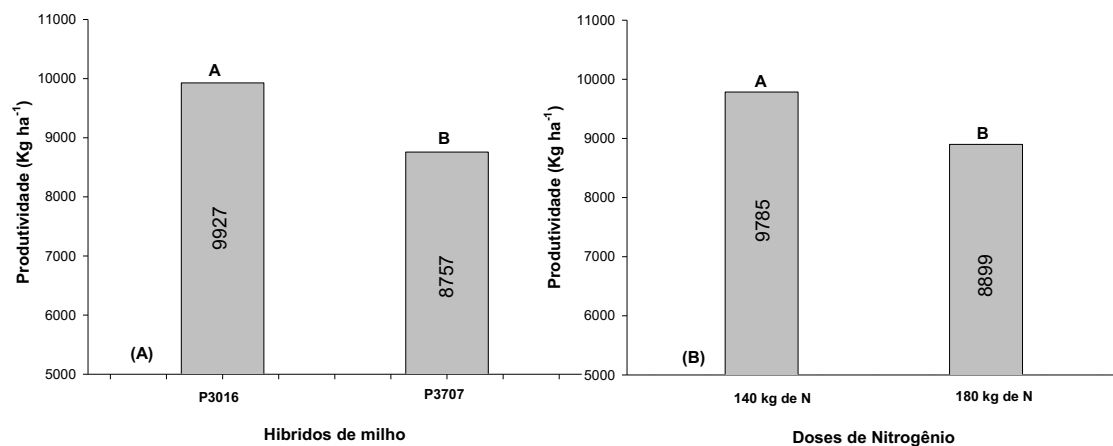 11000
10000
9000
8000
7000
6000
5000
Produtividade (Kg ha-1)
A
9927
B
8757
(A)
P3016
P3707
Hibridos de milho
11000
10000
9000
8000
7000
6000
5000
Produtividade (Kg ha-1)
A
9785
B
8899
(B)
140 kg de N
180 kg de N
Doses de Nitrogênio